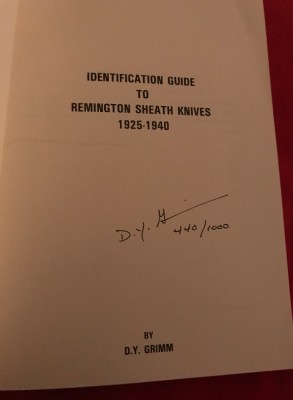 IDENTIFICATION GUIDE
TO
REMINGTON SHEATH KNIVES
1925-1940
D.Y. G
440/1000
BY
D.Y. GRIMM